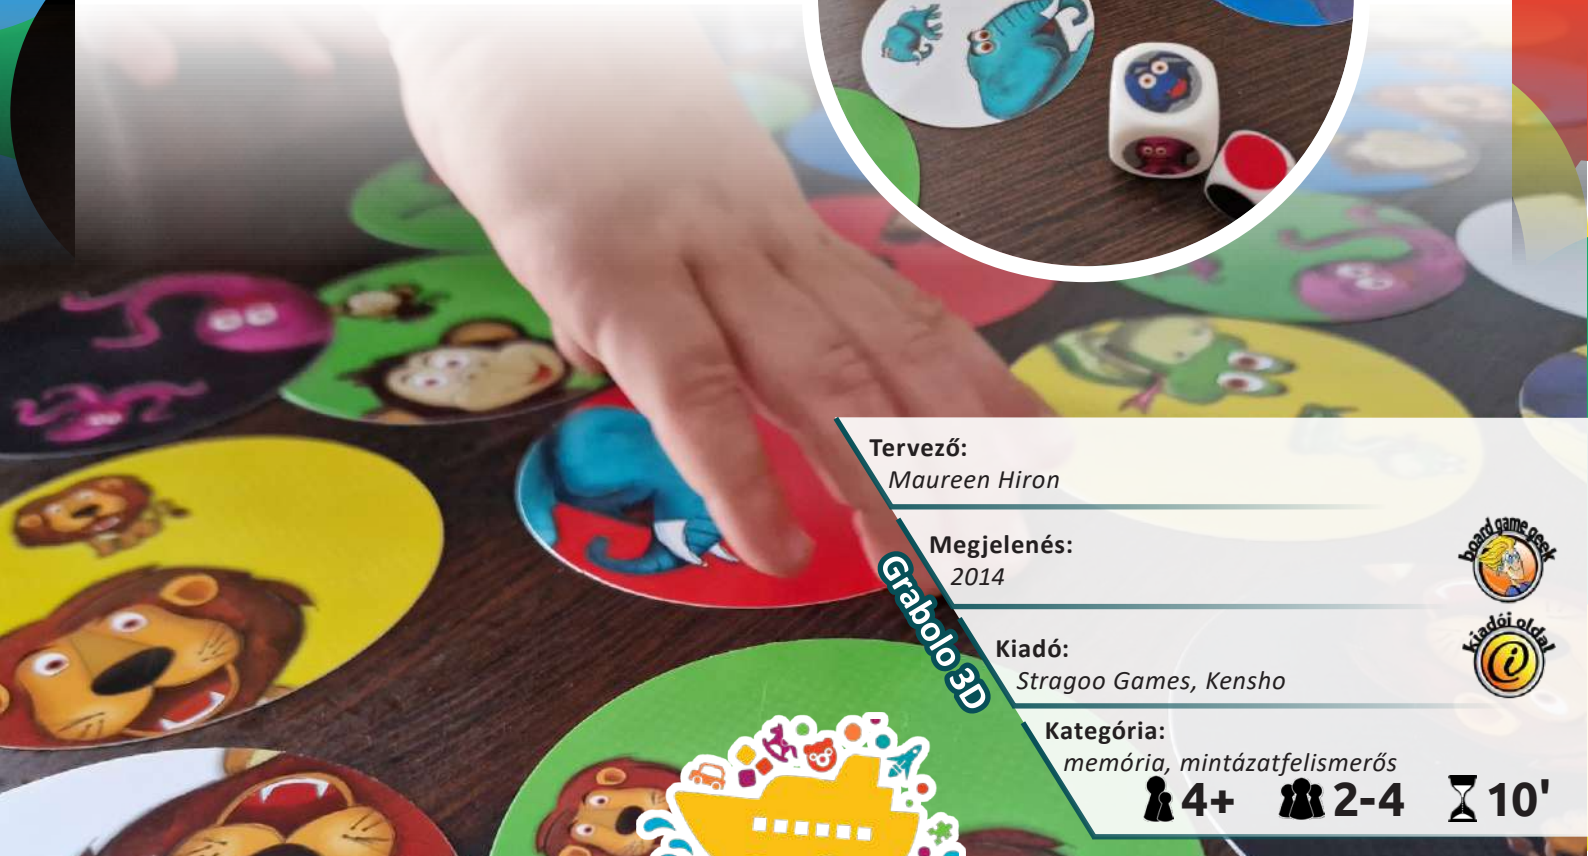 Tervező:
Maureen Hiron
board game geek
Megjelenés:
2014
Grabolo 3D
kiadói oldal
Kiadó:
Stragoo Games, Kensho
Kategória:
memória, mintázatfelismerős
4+ 2-4 10'